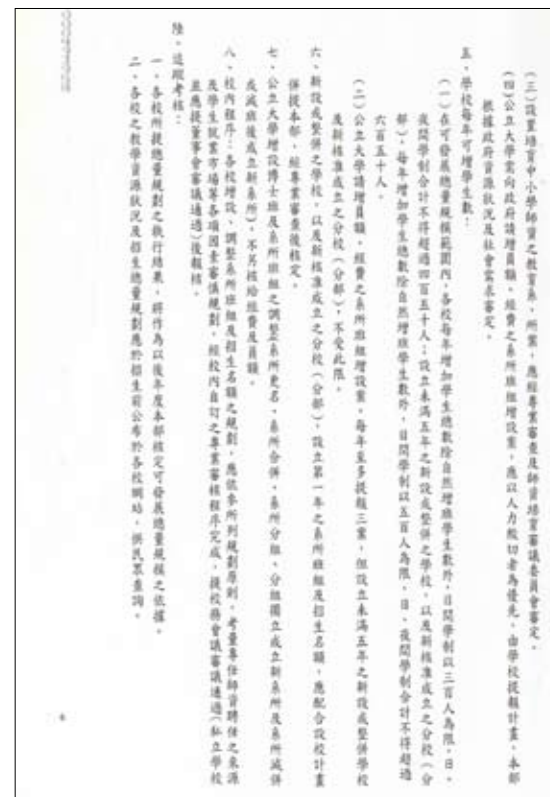 (三)設置培育中小學師資之教育系、所案,應經專業審查及師資培育審議委員會審定。
(四)公立大學需向政府請增員額、經費之系所班組增設案,應以人力殷切者為優先,由學校提報計畫,本部
根據政府資源狀況及社會需求審定。
五、學校每年可增學生數:
(一)在可發展總量規模範圍內,各校每年增加學生總數除自然增班學生數外,日間學制以三百人為限,日、
夜間學制合計不得超過四百五十人;設立未滿五年之新設或整併之學校,以及新核准成立之分校(分
部),每年增加學生總數除自然增班學生數外,日間學制以五百人為限,日、夜間學制合計不得超過
六百五十人。
(二)公立大學請增員額、經費之系所班組增設案,每年至多提報三案,但設立未滿五年之新設或整併學校
及新核准成立之分校(分部),不受此限。
六、新設或整併之學校,以及新核准成立之分校(分部),設立第一年之系所班組及招生名額,應配合設校計畫
併提本部,經專業審查後核定。
七、公立大學增設博士班及系所班組之調整系所更名、系所合併、系所分組、分組獨立成立新系所及系所減併
或減班後成立新系所),不另核給經費及員額。
八、校內程序:各校增設、調整系所班組及招生名額之規劃,應依參所列規劃原則,考量專任師資聘任之來源
及學生就業市場等各項因素審慎規劃,經校內自訂之專業審核程序完成,提校務會議審議通過(私立學校
並應提董事會審議通過)後報核。
陸、追蹤考核:
一、各校所提總量規劃之執行結果,將作為以後年度本部核定可發展總量規模之依據。
二、各校之教學資源狀況及招生總量規劃應於招生前公布於各校網站,供民眾查詢。
6